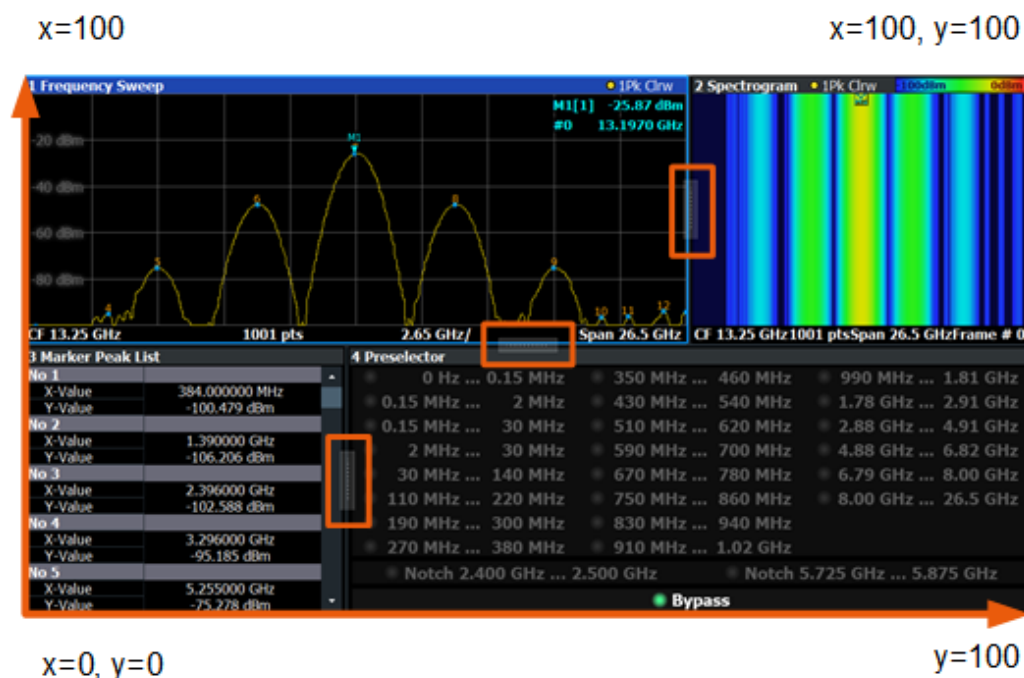 x=100
x=100, y=100
1 Frequency Sweep
1Pk Clrw
2 Spectrogram
1Pk Clrw
-100dBm
0dBm
M1[1] -25.87 dBm
#0 13.1970 GHz
M1
-20 dBm
-40 dBm
-60 dBm
-80 dBm
4
5
6
8
9
10
11
12
CF 13.25 GHz
1001 pts
2.65 GHz/
Span 26.5 GHz
CF 13.25 GHz 1001 pts Span 26.5 GHz Frame # 0
3 Marker Peak List
4 Preselector
No 1
X-Value 384.000000 MHz
Y-Value -100.479 dBm
No 2
X-Value 1.390000 GHz
Y-Value -106.206 dBm
No 3
X-Value 2.396000 GHz
Y-Value -102.588 dBm
No 4
X-Value 3.296000 GHz
Y-Value -95.185 dBm
No 5
X-Value 5.255000 GHz
Y-Value -75.278 dBm
0 Hz ... 0.15 MHz 350 MHz ... 460 MHz 990 MHz ... 1.81 GHz
0.15 MHz ... 2 MHz 430 MHz ... 540 MHz 1.78 GHz ... 2.91 GHz
0.15 MHz ... 30 MHz 510 MHz ... 620 MHz 2.88 GHz ... 4.91 GHz
2 MHz ... 30 MHz 590 MHz ... 700 MHz 4.88 GHz ... 6.82 GHz
30 MHz ... 140 MHz 670 MHz ... 780 MHz 6.79 GHz ... 8.00 GHz
110 MHz ... 220 MHz 750 MHz ... 860 MHz 8.00 GHz ... 26.5 GHz
190 MHz ... 300 MHz 830 MHz ... 940 MHz
270 MHz ... 380 MHz 910 MHz ... 1.02 GHz
Notch 2.400 GHz ... 2.500 GHz Notch 5.725 GHz ... 5.875 GHz
Bypass
x=0, y=0
y=100